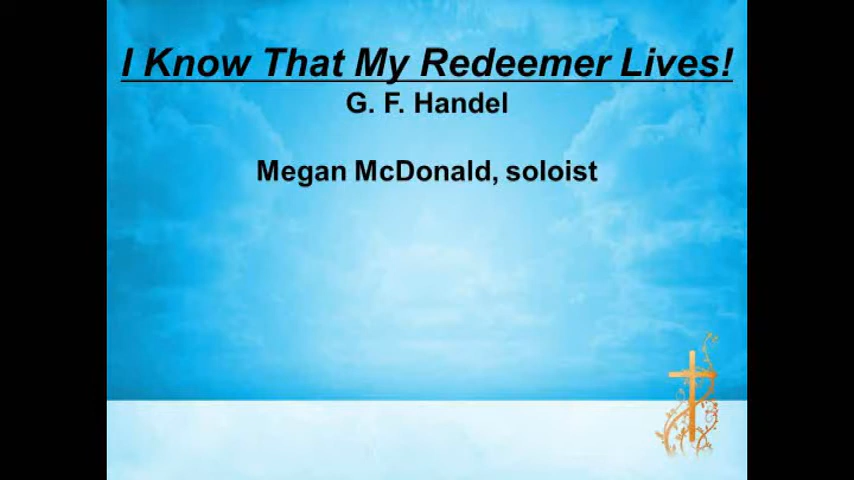 I Know That My Redeemer Lives!
G. F. Handel
Megan McDonald, soloist